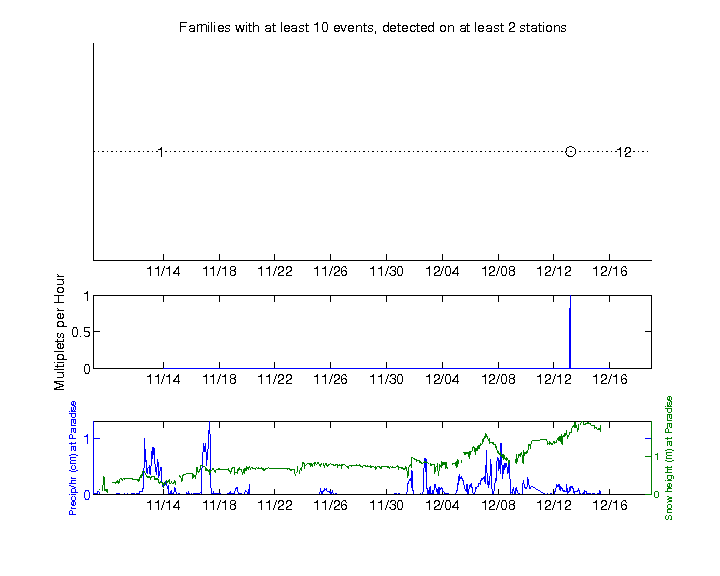 Families with at least 10 events, detected on at least 2 stations
1 12
11/14 11/18 11/22 11/26 11/30 12/04 12/08 12/12 12/16
Multiplets per Hour
1
0.5
0
11/14 11/18 11/22 11/26 11/30 12/04 12/08 12/12 12/16
Precip/hr (cm) at Paradise
1
0
Snow height (m) at Paradise
1
0
11/14 11/18 11/22 11/26 11/30 12/04 12/08 12/12 12/16